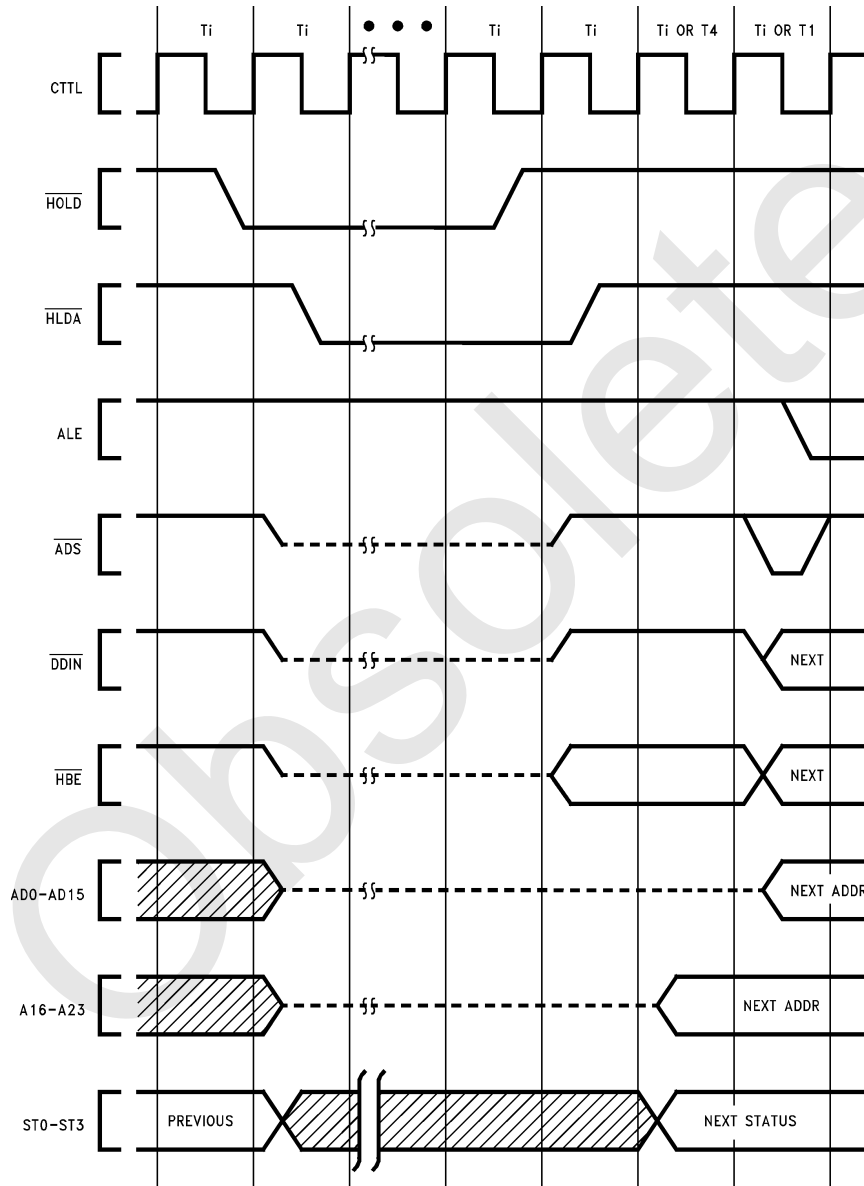 Ti Ti Ti Ti Ti OR T4 Ti OR T1
CTTL
HOLD
HLDA
ALE
ADS
DDIN NEXT
HBE NEXT
AD0-AD15 NEXT ADDR
A16-A23 NEXT ADDR
ST0-ST3 PREVIOUS NEXT STATUS
Obsolete